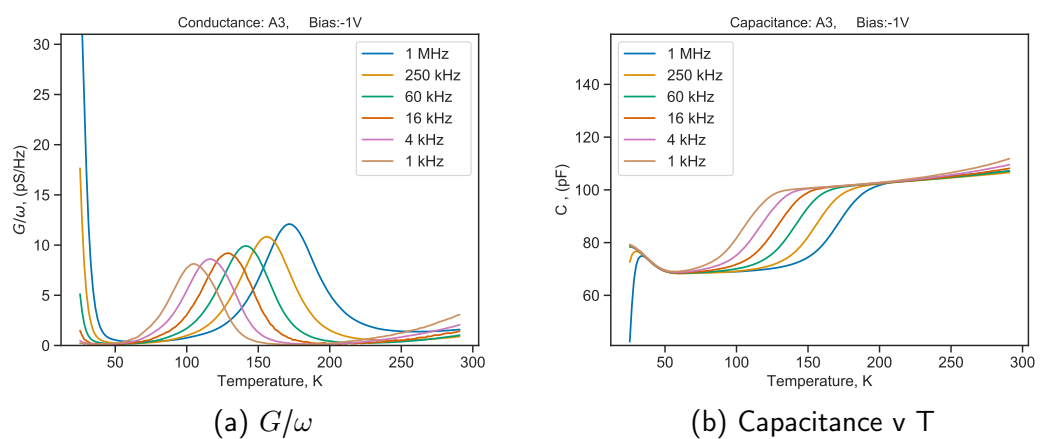 Conductance: A3, Bias:-1V
30
25
20
15
10
5
0
G/ω, (pS/Hz)
1 MHz
250 kHz
60 kHz
16 kHz
4 kHz
1 kHz
50 100 150 200 250 300
Temperature, K
(a) G/ω
Capacitance: A3, Bias:-1V
140
120
100
80
60
C , (pF)
1 MHz
250 kHz
60 kHz
16 kHz
4 kHz
1 kHz
50 100 150 200 250 300
Temperature, K
(b) Capacitance v T